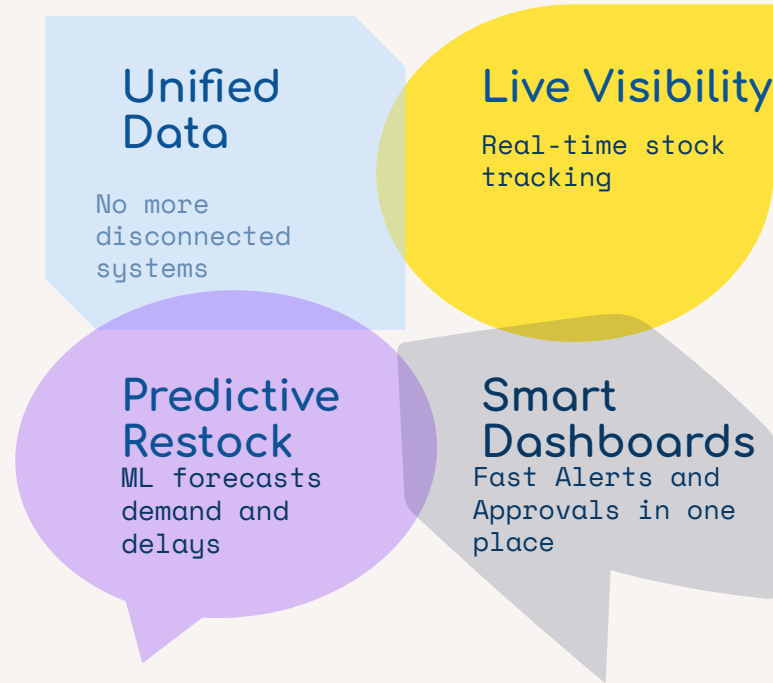 Unified
Data
No more
disconnected
systems
Live Visibility
Real-time stock
tracking
Predictive
Restock
ML forecasts
demand and
delays
Smart
Dashboards
Fast Alerts and
Approvals in one
place